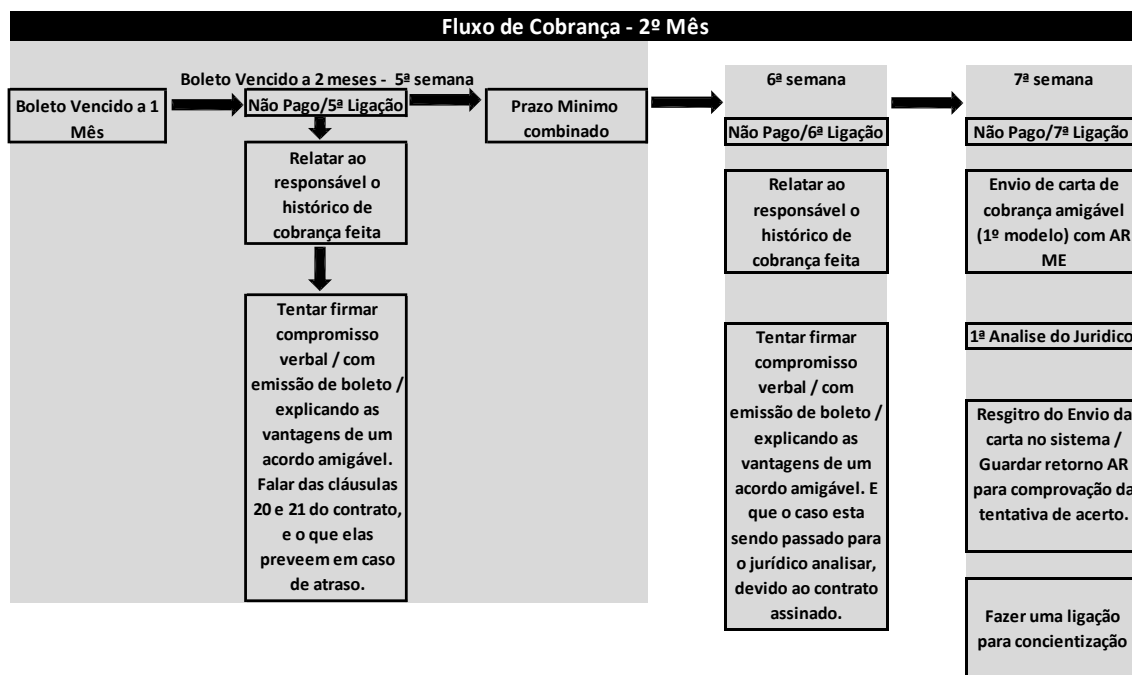 Fluxo de Cobrança - 2º Mês
Boleto Vencido a 2 meses - 5ª semana
Boleto Vencido a 1
Mês
Não Pago/5ª Ligação
Prazo Minimo
combinado
Relatar ao
responsável o
histórico de
cobrança feita
Tentar firmar
compromisso
verbal / com
emissão de boleto /
explicando as
vantagens de um
acordo amigável.
Falar das cláusulas
20 e 21 do contrato,
e o que elas
preveem em caso
de atraso.
6ª semana
Não Pago/6ª Ligação
Relatar ao
responsável o
histórico de
cobrança feita
Tentar firmar
compromisso
verbal / com
emissão de boleto /
explicando as
vantagens de um
acordo amigável. E
que o caso esta
sendo passado para
o jurídico analisar,
devido ao contrato
assinado.
7ª semana
Não Pago/7ª Ligação
Envio de carta de
cobrança amigável
(1º modelo) com AR
ME
1ª Analise do Juridico
Resgitro do Envio da
carta no sistema /
Guardar retorno AR
para comprovação da
tentativa de acerto.
Fazer uma ligação
para concientização